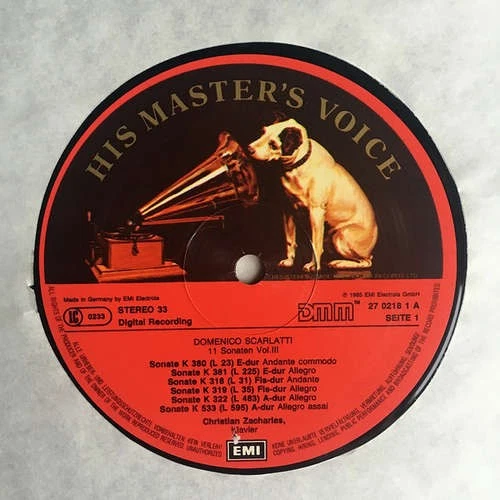 HIS MASTER'S VOICE
Made in Germany by EMI Electrola
LC 0233
STEREO 33
Digital Recording
DMM
℗ 1985 EMI Electrola GmbH
27 0218 1 A
SEITE 1
DOMENICO SCARLATTI
11 Sonaten Vol.III
Sonate K 380 (L 23) E-dur Andante commodo
Sonate K 381 (L 225) E-dur Allegro
Sonate K 318 (L 31) Fis-dur Andante
Sonate K 319 (L 35) Fis-dur Allegro
Sonate K 322 (L 483) A-dur Allegro
Sonate K 533 (L 595) A-dur Allegro assai
Christian Zacharias,
Klavier
EMI